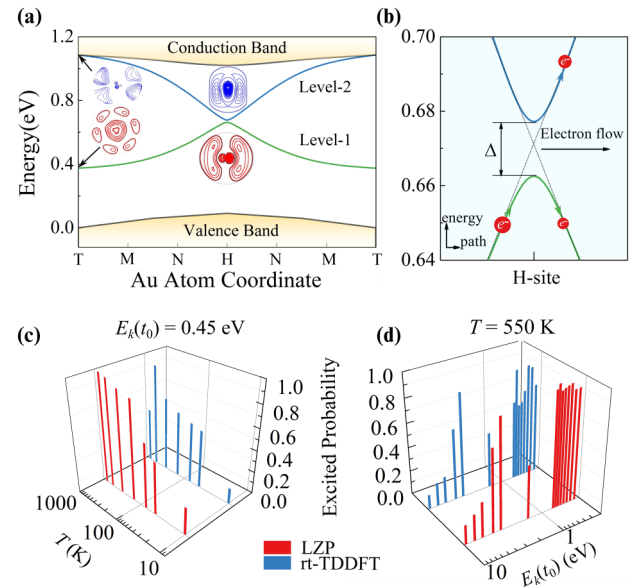 (a)
1.2
0.8
0.4
0.0
Energy(eV)
Conduction Band
Level-2
Level-1
Valence Band
T M N H N M T
Au Atom Coordinate
(b)
0.70
0.68
0.66
0.64
e-
Electron flow
Δ
energy
path
e-
e-
H-site
(c)
Ek(t0) = 0.45 eV
1.0
0.8
0.6
0.4
0.2
0.0
1000
100
10
T (K)
Excited Probability
(d)
T = 550 K
1.0
0.8
0.6
0.4
0.2
0.0
10
1
Ek(t0) (eV)
LZP
rt-TDDFT